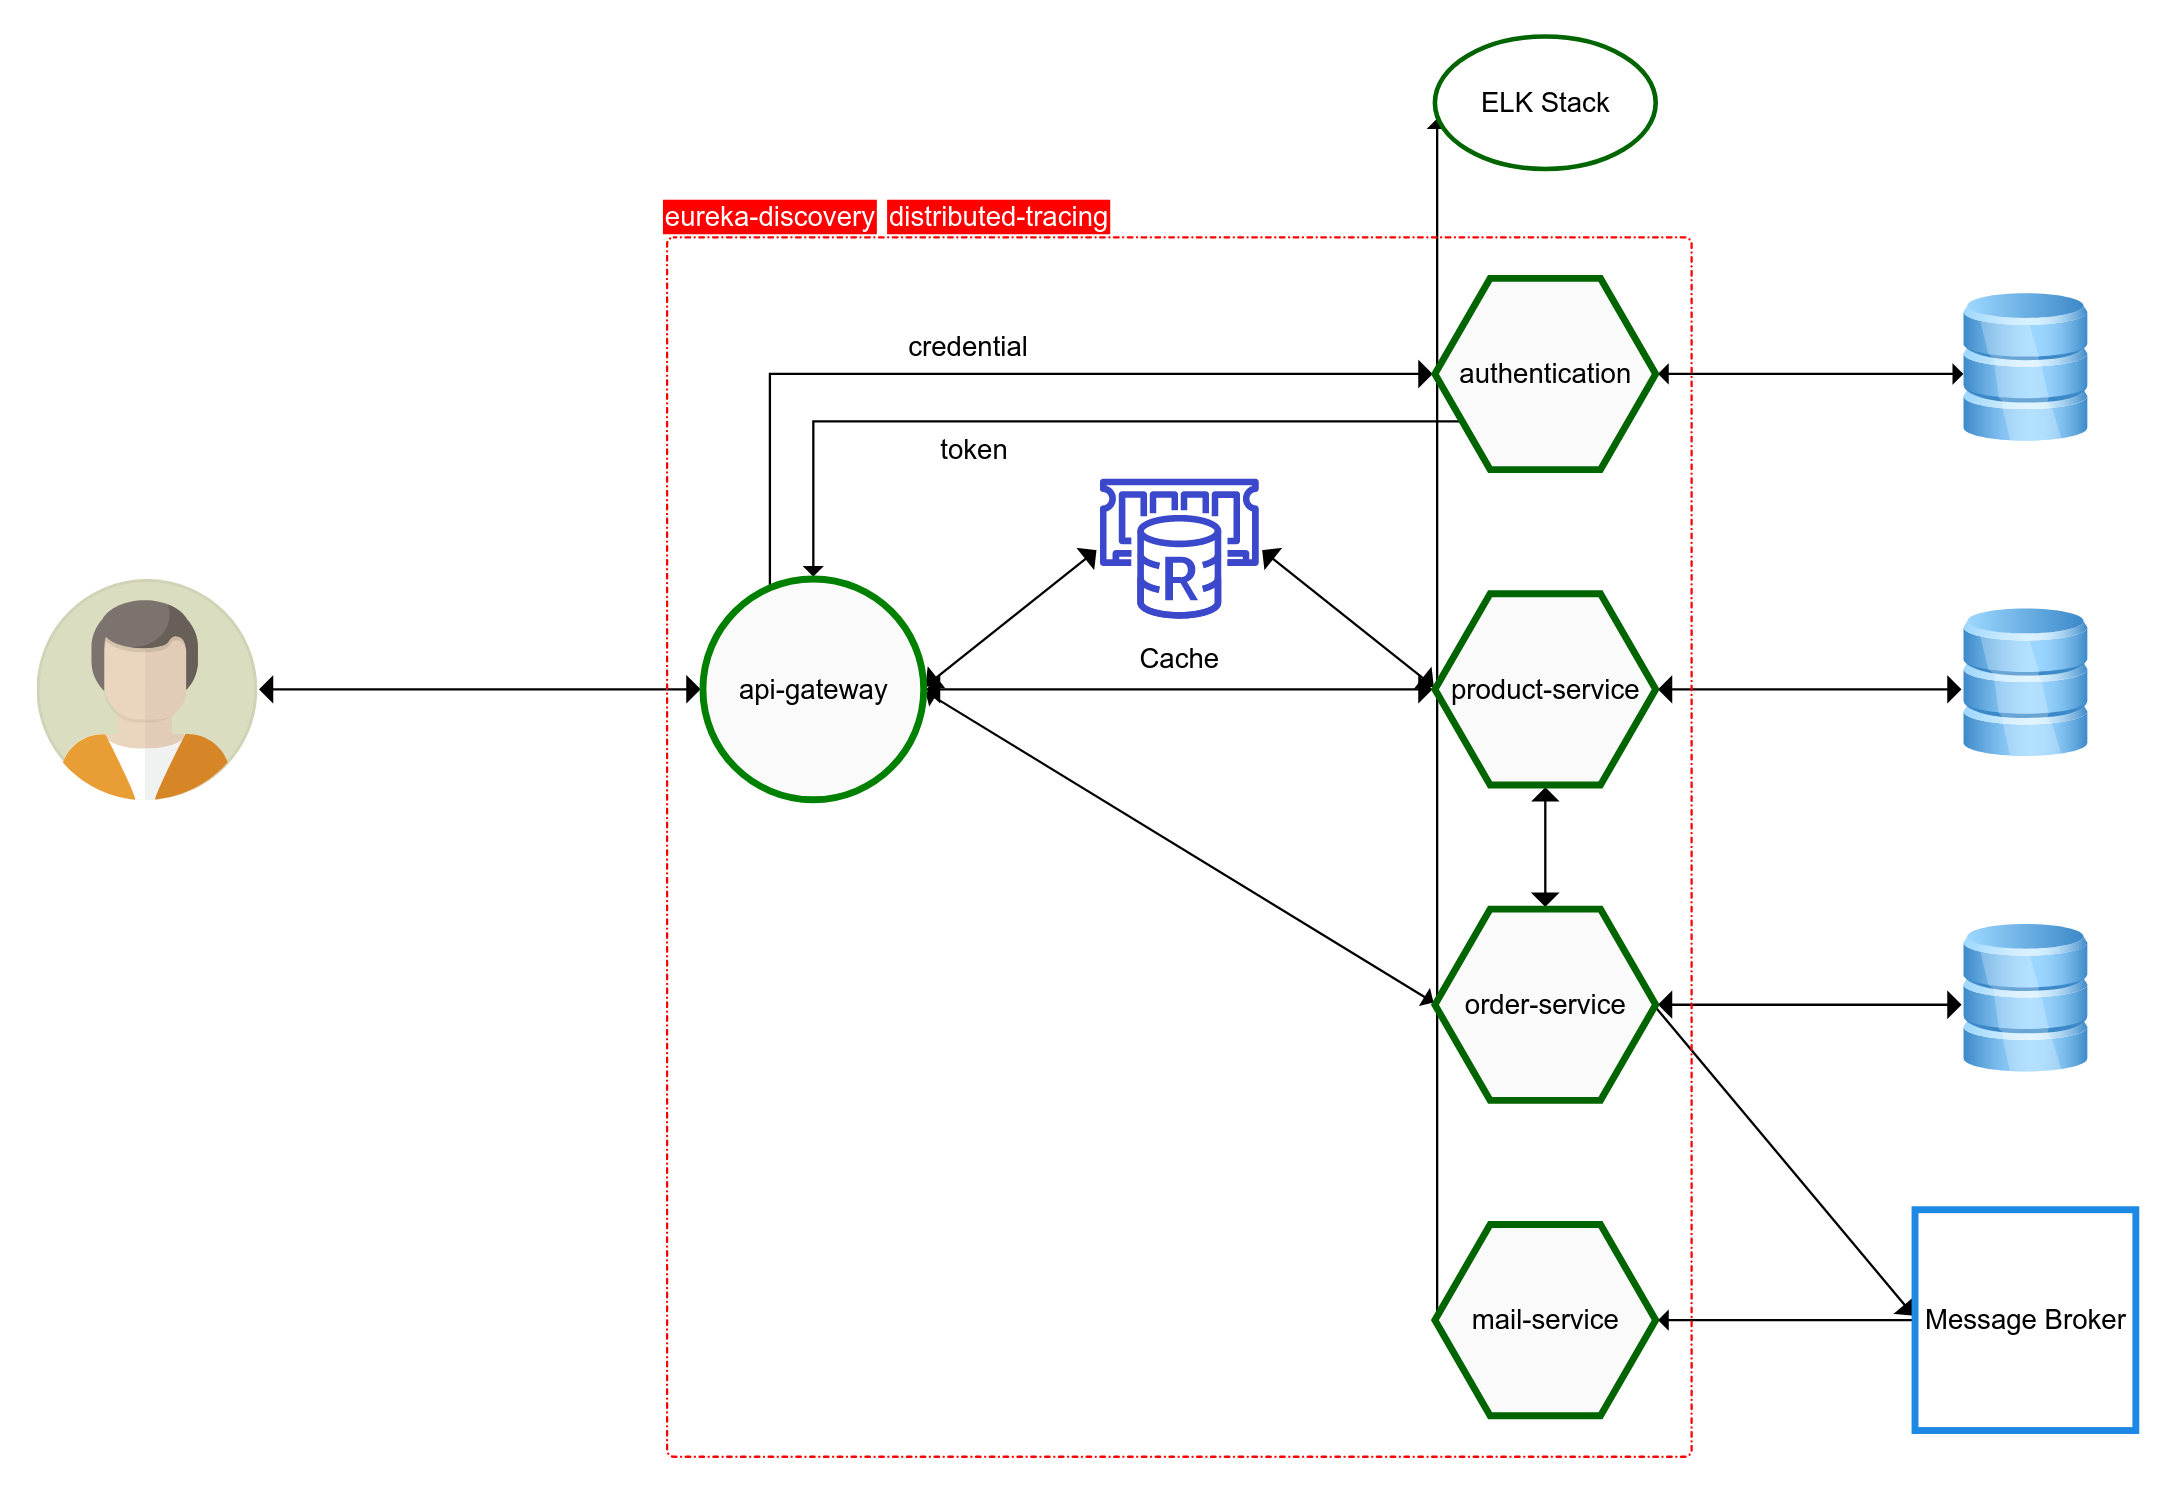 ELK Stack
eureka-discovery
distributed-tracing
credential
authentication
token
R
Cache
api-gateway
product-service
order-service
mail-service
Message Broker